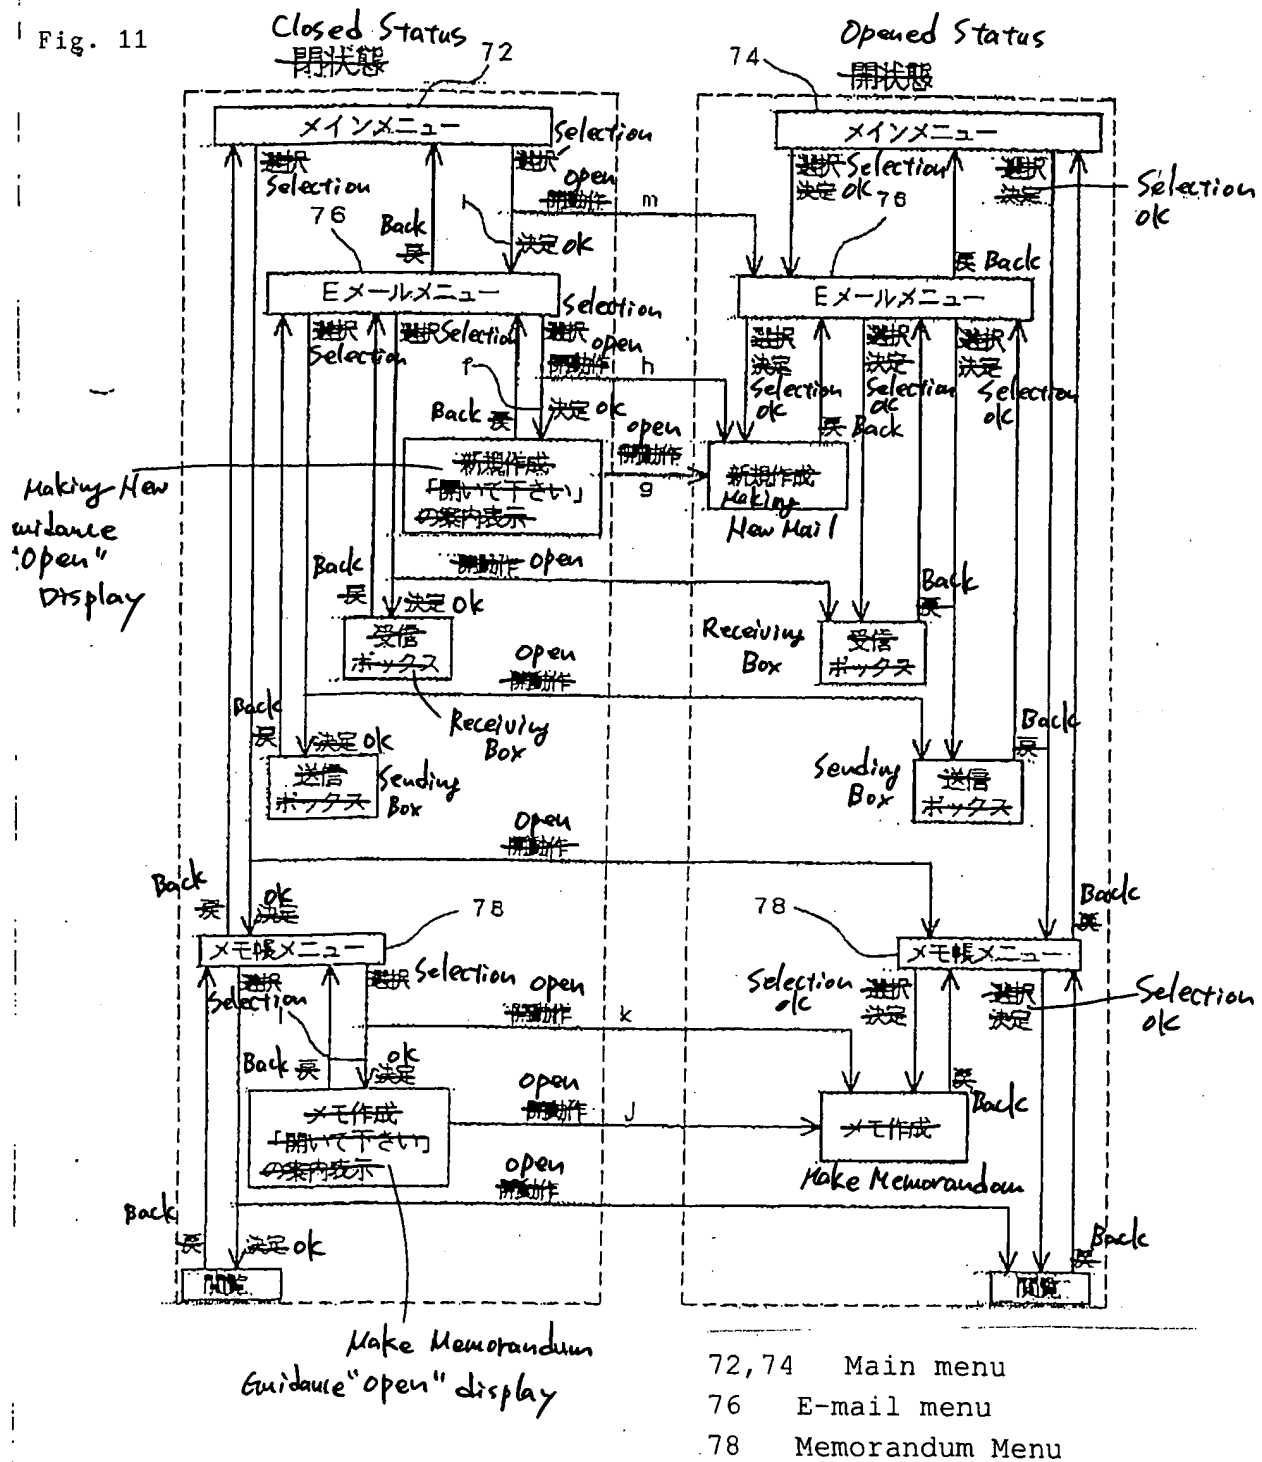 Fig. 11
Closed Status
閉状態
72
Opened Status
開状態
74
メインメニュー
メインメニュー
選択
Selection
選択
Selection
open
開動作
m
選択 Selection
決定 OK
選択
決定
Selection
OK
76
Back
戻
i
決定 OK
76
戻 Back
Eメールメニュー
Eメールメニュー
選択
Selection
選択 Selection
Selection
選択
open
開動作
h
f
決定 OK
Back 戻
選択
決定
Selection
OK
選択
決定
Selection
OK
選択
決定
Selection
OK
戻 Back
新規作成
「開いて下さい」
の案内表示
open
開動作
g
新規作成
Making
New Mail
Making New
uidance
"Open"
Display
開動作 open
Back
戻
決定 OK
Back
戻
受信
ボックス
Receiving
Box
Receiving
Box
受信
ボックス
open
開動作
Back
戻
決定 OK
Back
戻
送信
ボックス
Sending
Box
Sending
Box
送信
ボックス
open
開動作
Back
戻
OK
決定
78
78
Back
戻
メモ帳メニュー
メモ帳メニュー
選択
Selection
選択 Selection
open
開動作
k
Selection
OK
選択
決定
選択
決定
Selection
OK
Back 戻
OK
決定
戻
Back
メモ作成
「開いて下さい」
の案内表示
open
開動作
J
メモ作成
Make Memorandom
open
開動作
Back
戻
決定 OK
Back
戻
閲覧
閲覧
Make Memorandum
Guidance "open" display
72,74 Main menu
76 E-mail menu
78 Memorandum Menu